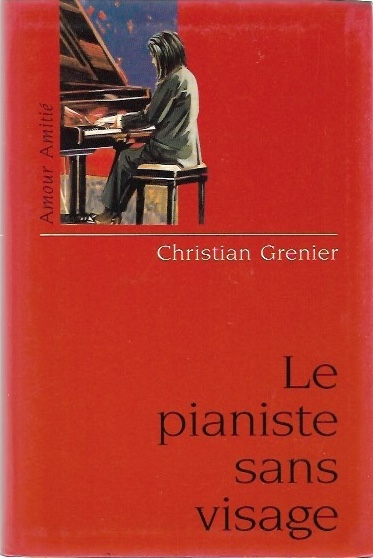 Amour Amitié
Christian Grenier
Le
pianiste
sans
visage